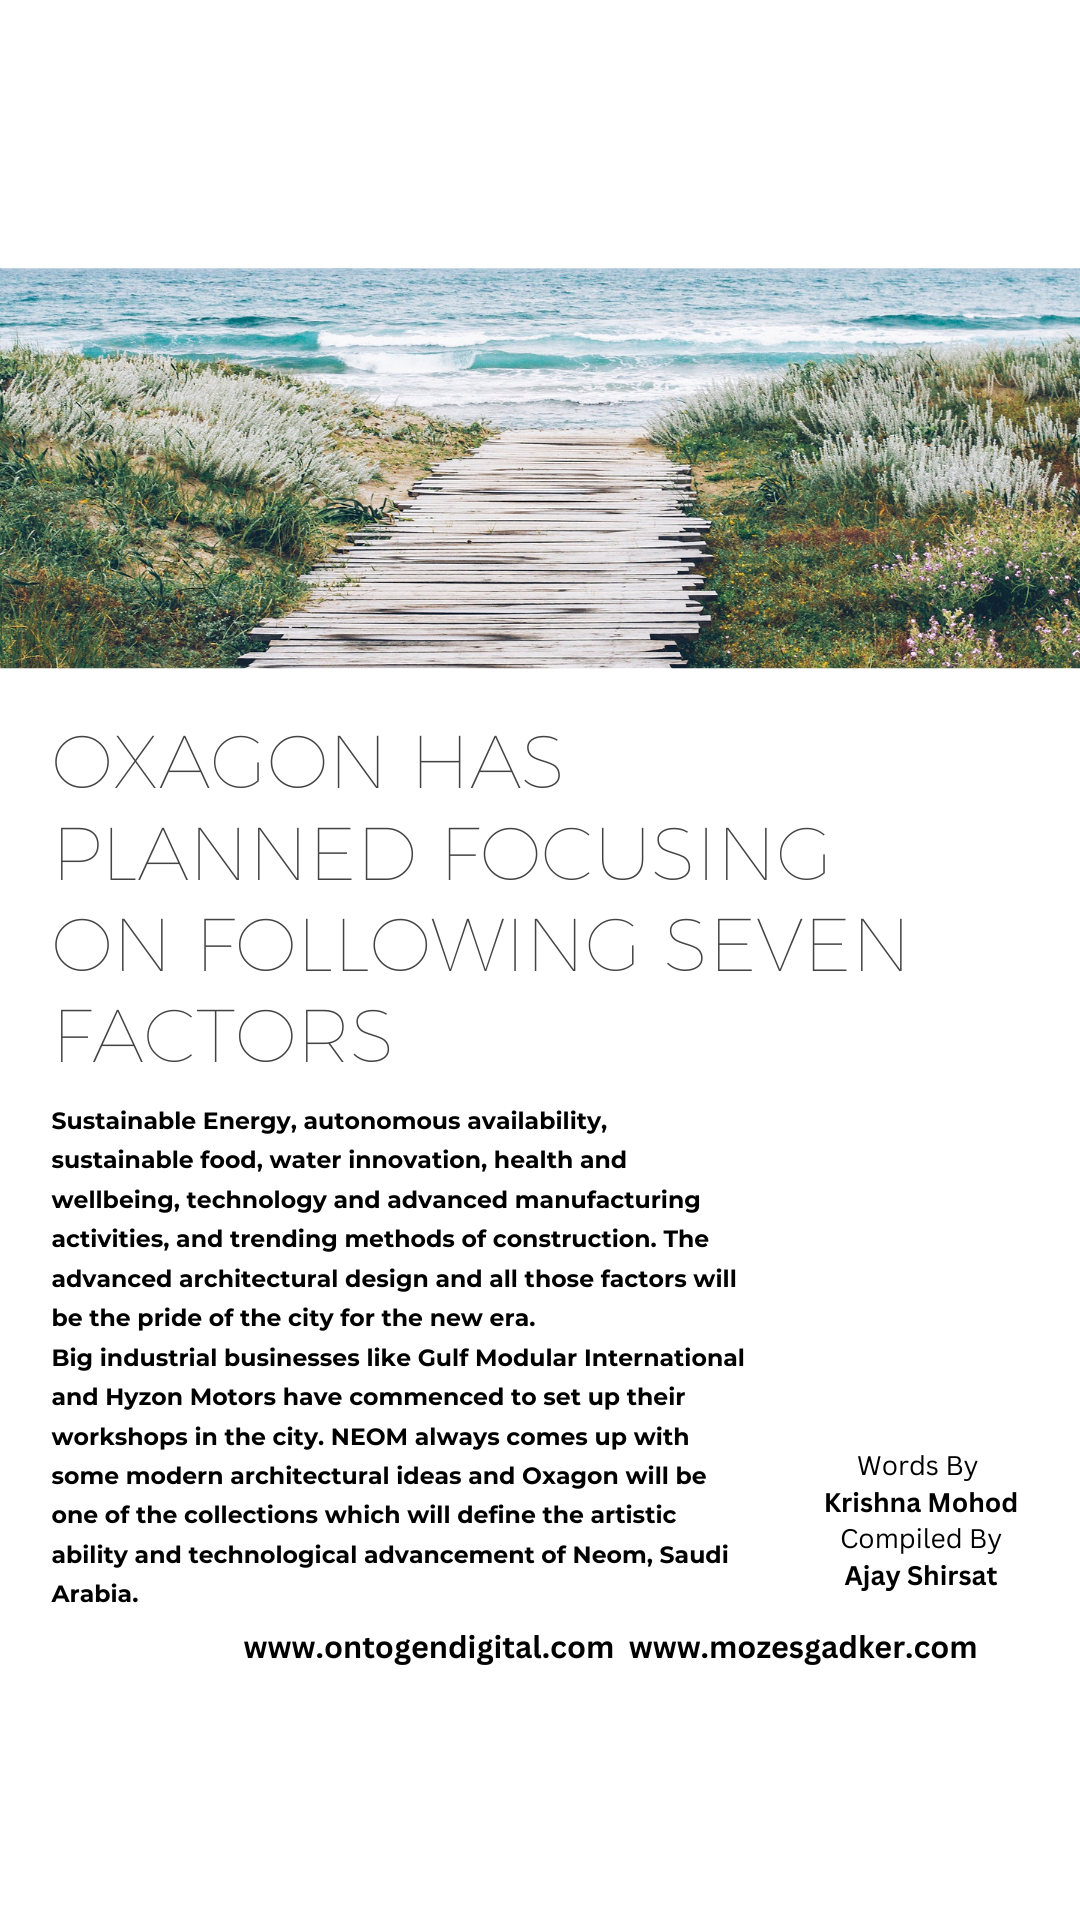 OXAGON HAS
PLANNED FOCUSING
ON FOLLOWING SEVEN
FACTORS
Sustainable Energy, autonomous availability,
sustainable food, water innovation, health and
wellbeing, technology and advanced manufacturing
activities, and trending methods of construction. The
advanced architectural design and all those factors will
be the pride of the city for the new era.
Big industrial businesses like Gulf Modular International
and Hyzon Motors have commenced to set up their
workshops in the city. NEOM always comes up with
some modern architectural ideas and Oxagon will be
one of the collections which will define the artistic
ability and technological advancement of Neom, Saudi
Arabia.
Words By
Krishna Mohod
Compiled By
Ajay Shirsat
www.ontogendigital.com www.mozesgadker.com